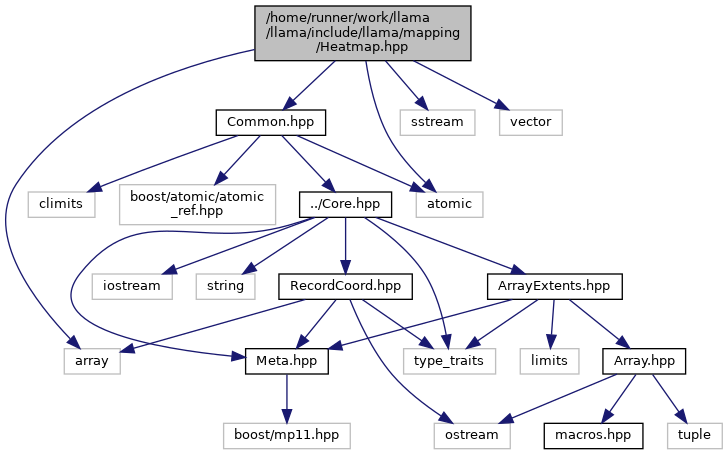 /home/runner/work/llama
/llama/include/llama/mapping
/Heatmap.hpp
Common.hpp
sstream
vector
climits
boost/atomic/atomic
_ref.hpp
../Core.hpp
atomic
iostream
string
RecordCoord.hpp
ArrayExtents.hpp
array
Meta.hpp
type_traits
limits
Array.hpp
boost/mp11.hpp
ostream
macros.hpp
tuple